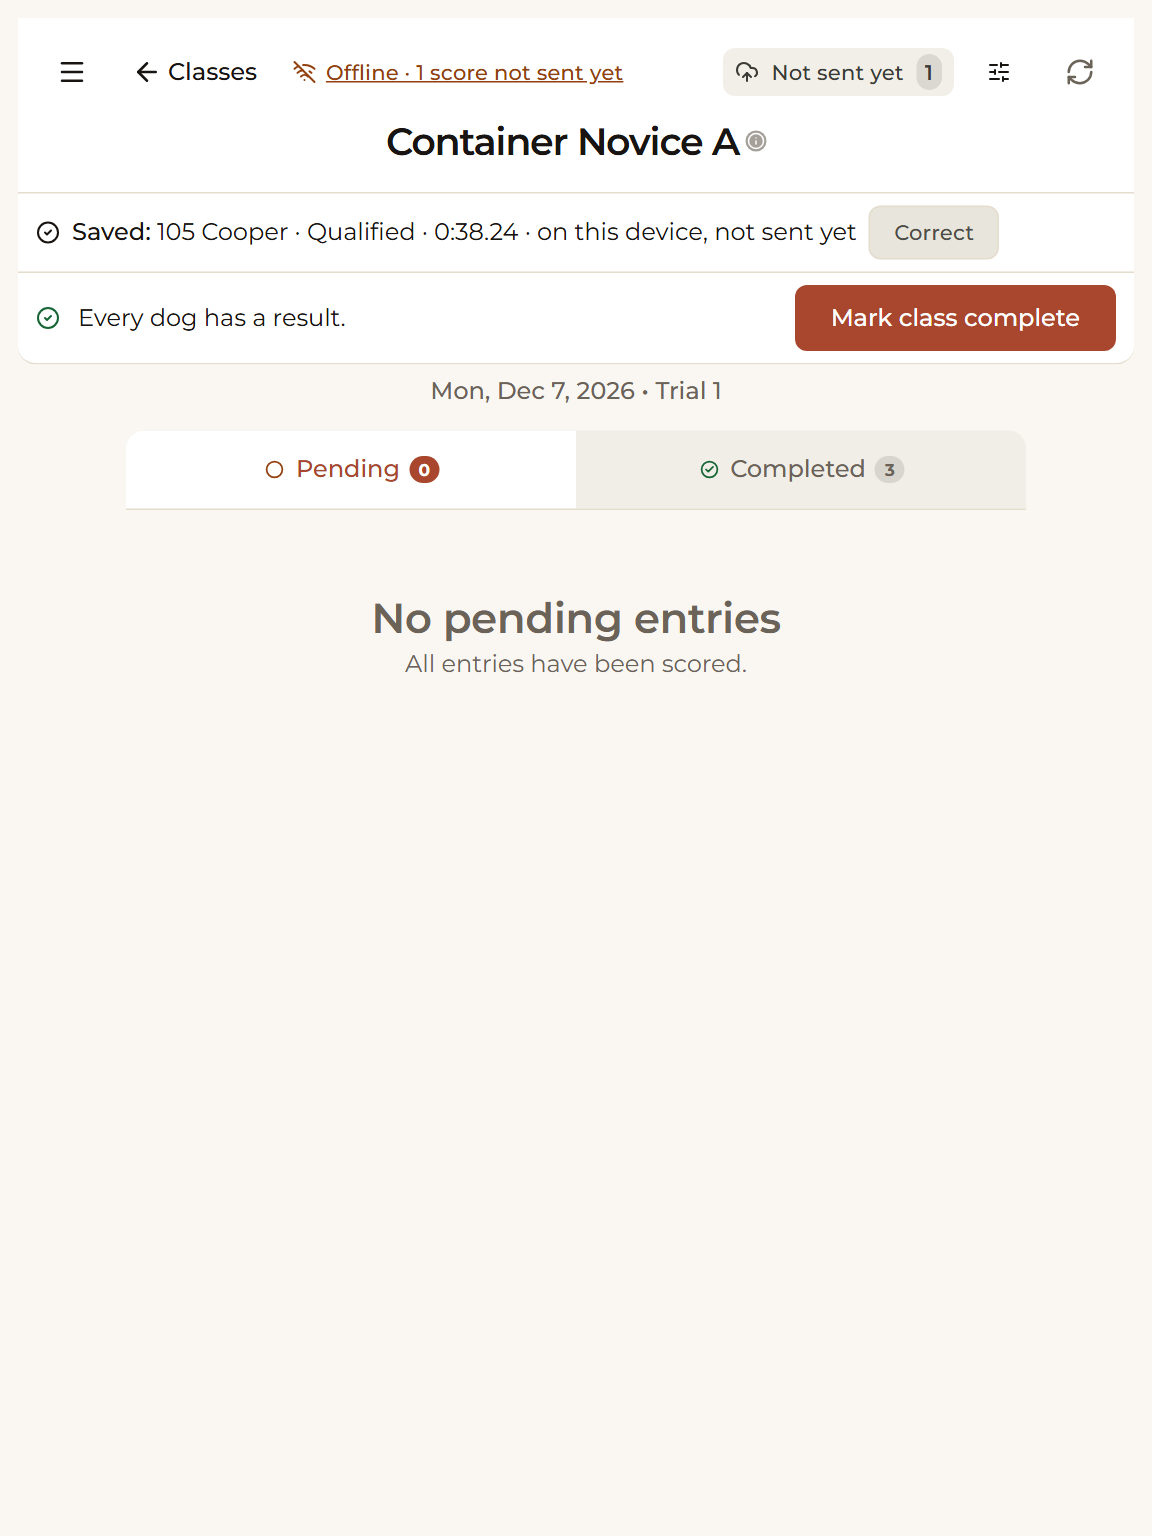 Classes
Offline · 1 score not sent yet
Not sent yet 1
Container Novice A
Saved: 105 Cooper · Qualified · 0:38.24 · on this device, not sent yet
Correct
Every dog has a result.
Mark class complete
Mon, Dec 7, 2026 • Trial 1
Pending 0
Completed 3
No pending entries
All entries have been scored.